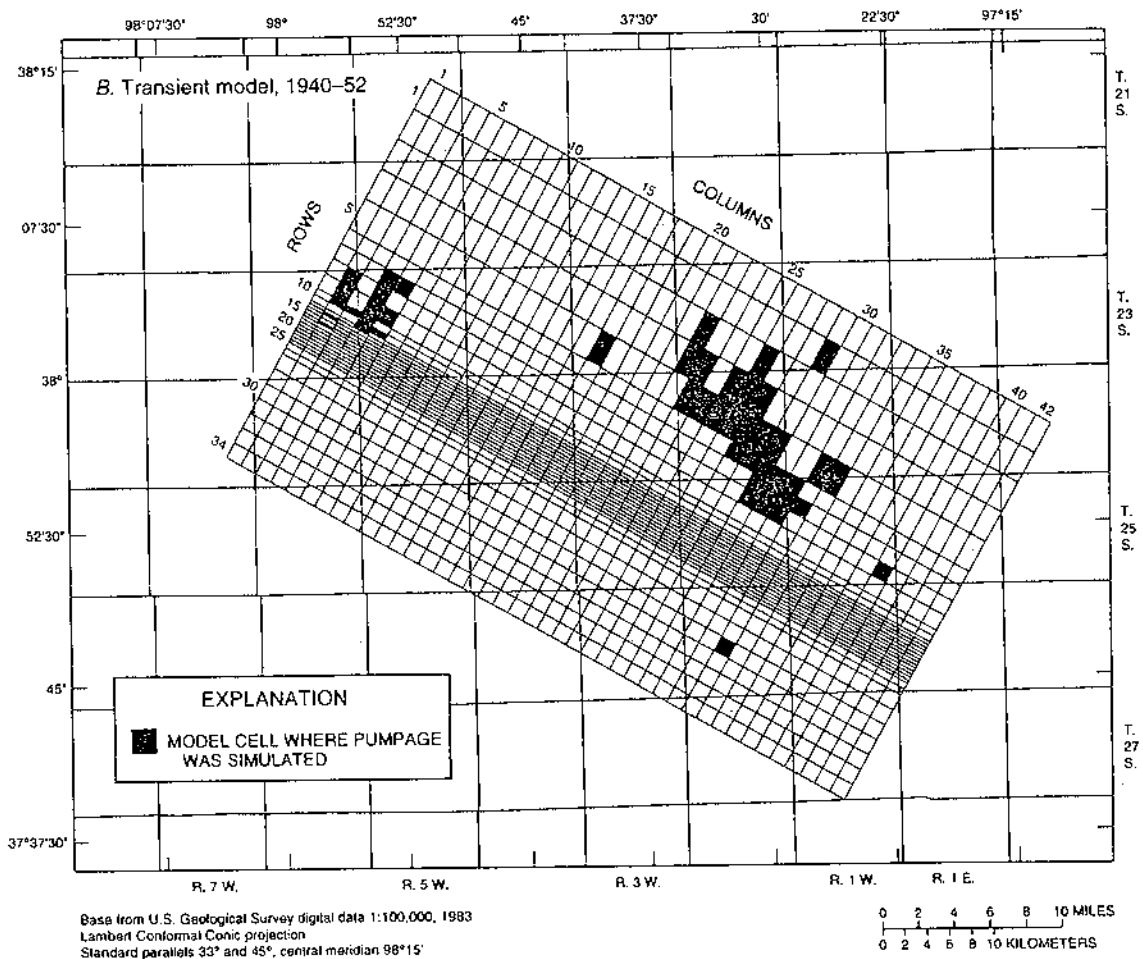 98°07'30" 98° 52'30" 45' 37'30" 30' 22'30" 97°15'
38°15'
B. Transient model, 1940–52
T.
21
S.
1
1
5
10
15
COLUMNS
20
25
30
35
40
42
ROWS
5
10
15
20
25
30
34
07'30"
T.
23
S.
38°
52'30"
T.
25
S.
45'
EXPLANATION
MODEL CELL WHERE PUMPAGE
WAS SIMULATED
T.
27
S.
37°37'30"
R. 7 W. R. 5 W. R. 3 W. R. 1 W. R. 1 E.
Base from U.S. Geological Survey digital data 1:100,000, 1983
Lambert Conformal Conic projection
Standard parallels 33° and 45°, central meridian 98°15'
0 2 4 6 8 10 MILES
0 2 4 6 8 10 KILOMETERS